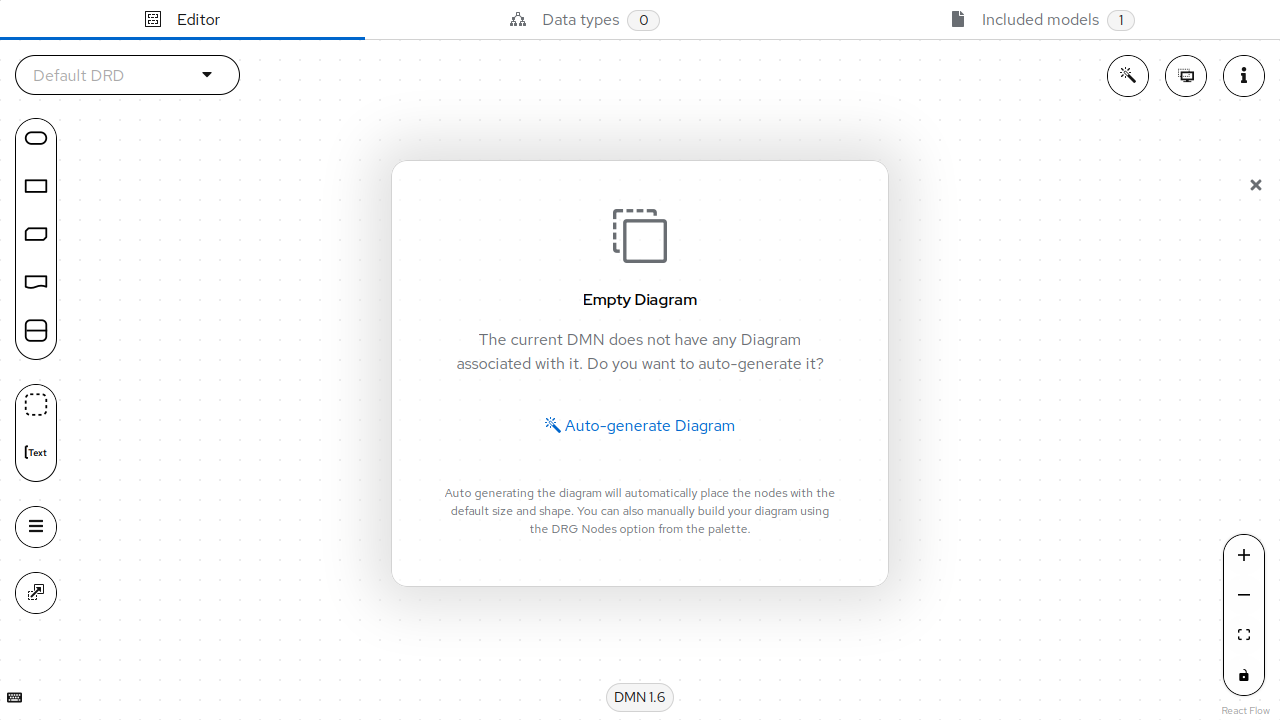 Editor
Data types 0
Included models 1
Default DRD
Text
Empty Diagram
The current DMN does not have any Diagram
associated with it. Do you want to auto-generate it?
Auto-generate Diagram
Auto generating the diagram will automatically place the nodes with the
default size and shape. You can also manually build your diagram using
the DRG Nodes option from the palette.
DMN 1.6
React Flow